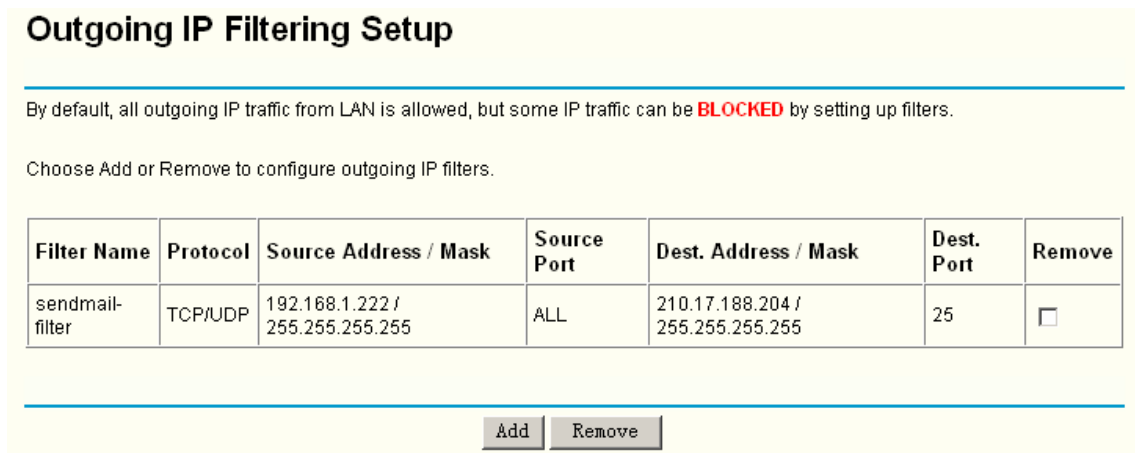 Outgoing IP Filtering Setup
By default, all outgoing IP traffic from LAN is allowed, but some IP traffic can be BLOCKED by setting up filters.
Choose Add or Remove to configure outgoing IP filters.
Filter Name Protocol Source Address / Mask Source Port Dest. Address / Mask Dest. Port Remove
sendmail-filter TCP/UDP 192.168.1.222 / 255.255.255.255 ALL 210.17.188.204 / 255.255.255.255 25
Add Remove